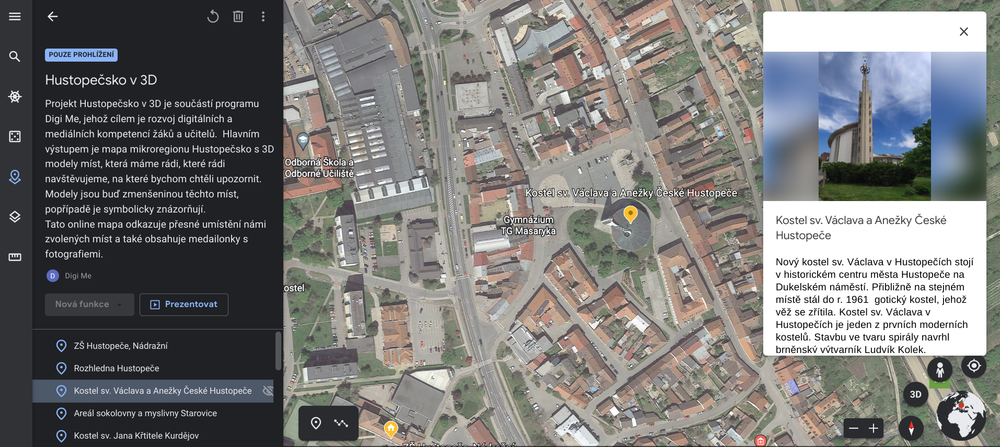 POUZE PROHLÍŽENÍ
Hustopečsko v 3D
Projekt Hustopečsko v 3D je součástí programu
Digi Me, jehož cílem je rozvoj digitálních a
mediálních kompetencí žáků a učitelů.  Hlavním
výstupem je mapa mikroregionu Hustopečsko s 3D
modely míst, která máme rádi, které rádi
navštěvujeme, na které bychom chtěli upozornit.
Modely jsou buď zmenšeninou těchto míst,
popřípadě je symbolicky znázorňují.
Tato online mapa odkazuje přesné umístění námi
zvolených míst a také obsahuje medailonky s
fotografiemi.
D Digi Me
Nová funkce
Prezentovat
ZŠ Hustopeče, Nádražní
Rozhledna Hustopeče
Kostel sv. Václava a Anežky České Hustopeče
Areál sokolovny a myslivny Starovice
Kostel sv. Jana Křtitele Kurdějov
Odborná Škola a
Odborné Učiliště
Kostel sv. Václava a Anežky České Hustopeče
Gymnázium
TG Masaryka
ostel
ZŠ Hustopeče, Nádražní
Kostel sv. Václava a Anežky České
Hustopeče
Nový kostel sv. Václava v Hustopečích stojí
v historickém centru města Hustopeče na
Dukelském náměstí. Přibližně na stejném
místě stál do r. 1961  gotický kostel, jehož
věž se zřítila. Kostel sv. Václava v
Hustopečích je jeden z prvních moderních
kostelů. Stavbu ve tvaru spirály navrhl
brněnský výtvarník Ludvík Kolek.
3D